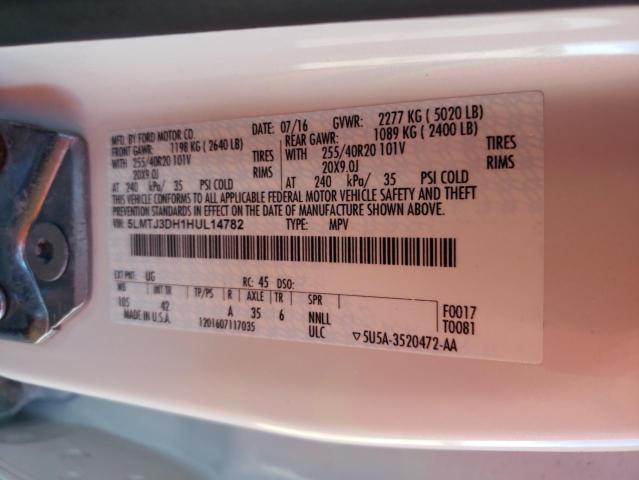 MFD. BY FORD MOTOR CO. DATE: 07/16 GVWR: 2277 KG ( 5020 LB)
FRONT GAWR: 1198 KG ( 2640 LB) REAR GAWR: 1089 KG ( 2400 LB)
WITH 255/40R20 101V TIRES WITH 255/40R20 101V TIRES
20X9.0J RIMS 20X9.0J RIMS
AT 240 kPa/ 35 PSI COLD AT 240 kPa/ 35 PSI COLD
THIS VEHICLE CONFORMS TO ALL APPLICABLE FEDERAL MOTOR VEHICLE SAFETY AND THEFT
PREVENTION STANDARDS IN EFFECT ON THE DATE OF MANUFACTURE SHOWN ABOVE.
VIN: 5LMTJ3DH1HUL14782 TYPE: MPV
EXT PNT: UG RC: 45 DSO:
WB INT TR TP/PS R AXLE TR SPR
105 42 A 35 6 NNLL F0017
ULC T0081
MADE IN U.S.A. 1201607117035 ▽5U5A-3520472-AA